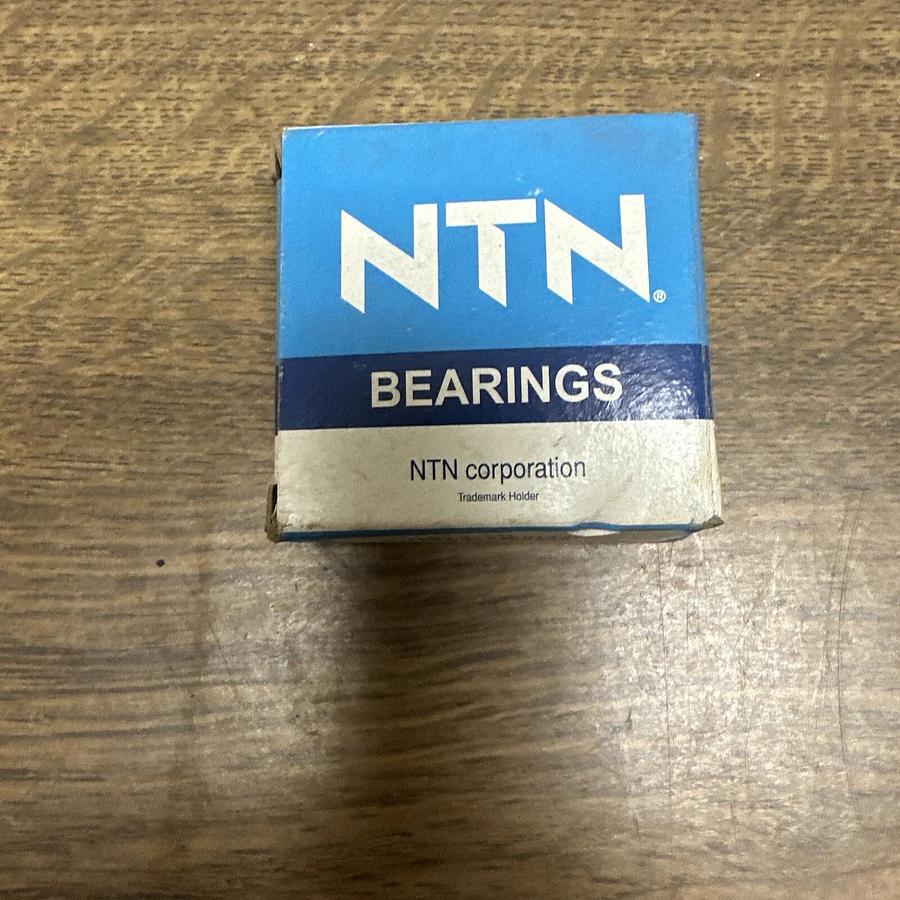 NTN®
BEARINGS
NTN corporation
Trademark Holder